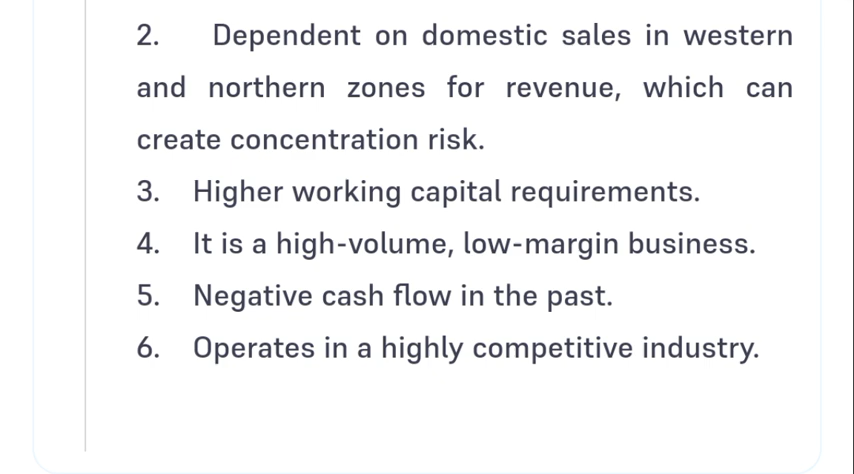 2. Dependent on domestic sales in western
and northern zones for revenue, which can
create concentration risk.
3. Higher working capital requirements.
4. It is a high-volume, low-margin business.
5. Negative cash flow in the past.
6. Operates in a highly competitive industry.